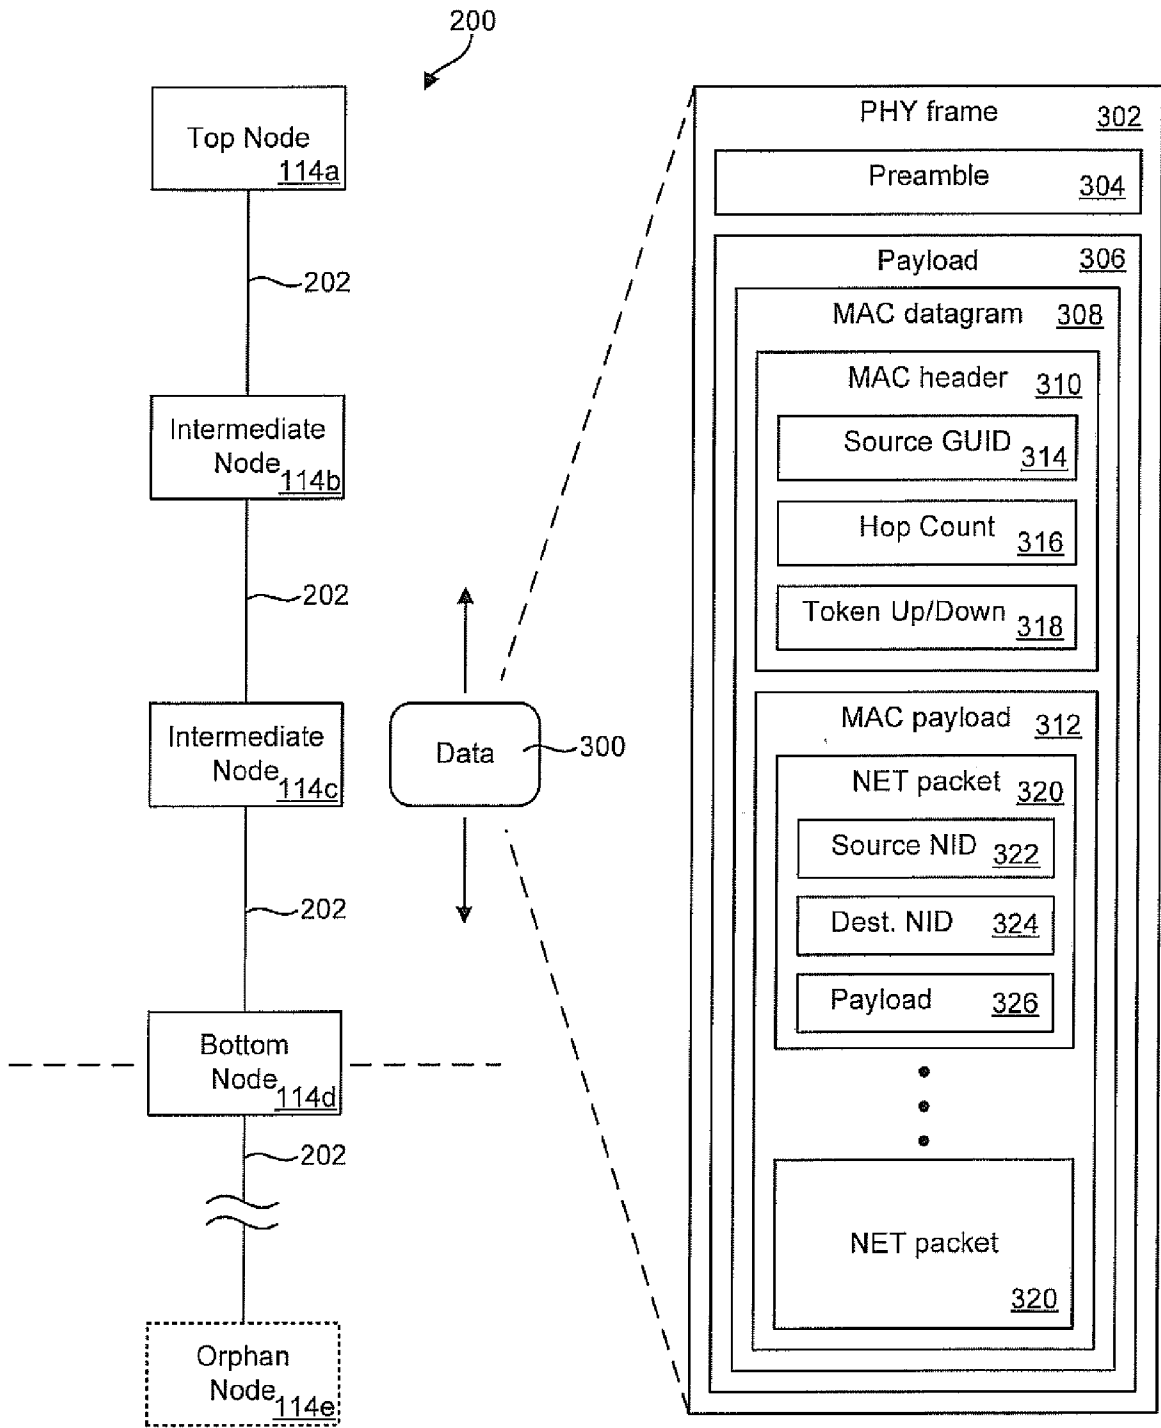 200
Top Node
114a
202
Intermediate
Node
114b
202
Intermediate
Node
114c
202
Bottom
Node
114d
202
Orphan
Node
114e
Data
300
PHY frame 302
Preamble 304
Payload 306
MAC datagram 308
MAC header 310
Source GUID 314
Hop Count 316
Token Up/Down 318
MAC payload 312
NET packet 320
Source NID 322
Dest. NID 324
Payload 326
NET packet
320